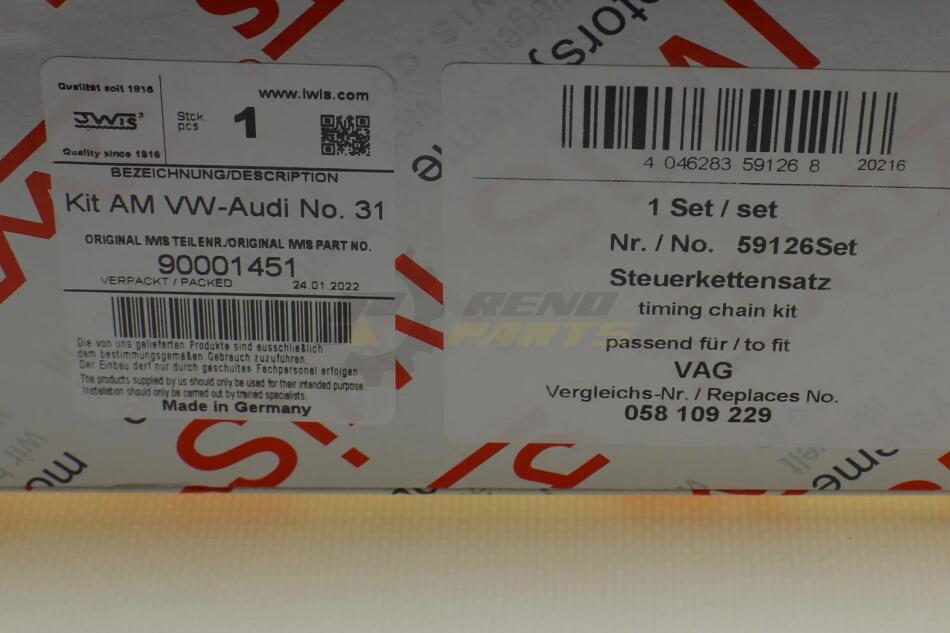 Qualität seit 1916
JWIS
Quality since 1916
Stck.
pcs
1
www.iwis.com
BEZEICHNUNG/DESCRIPTION
Kit AM VW-Audi No. 31
ORIGINAL IWIS TEILENR./ORIGINAL IWIS PART NO.
90001451
VERPACKT / PACKED: 24.01.2022
Die von uns gelieferten Produkte sind ausschließlich
dem bestimmungsgemäßen Gebrauch zuzuführen.
Der Einbau darf nur durch geschultes Fachpersonal erfolgen.
The products supplied by us should only be used for their intended purpose.
Installation should only be carried out by trained specialists.
Made in Germany
4 046283 59126 8 20216
1 Set / set
Nr. / No. 59126Set
Steuerkettensatz
timing chain kit
passend für / to fit
VAG
Vergleichs-Nr. / Replaces No.
058 109 229
RENO
PARTS